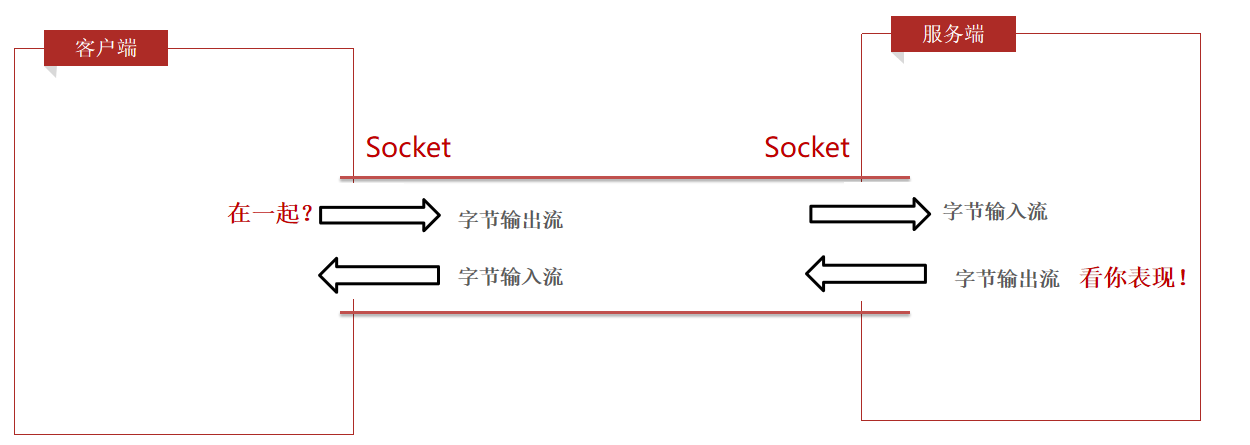 客户端
服务端
Socket
Socket
在一起？
字节输出流
字节输入流
字节输入流
字节输出流
看你表现！